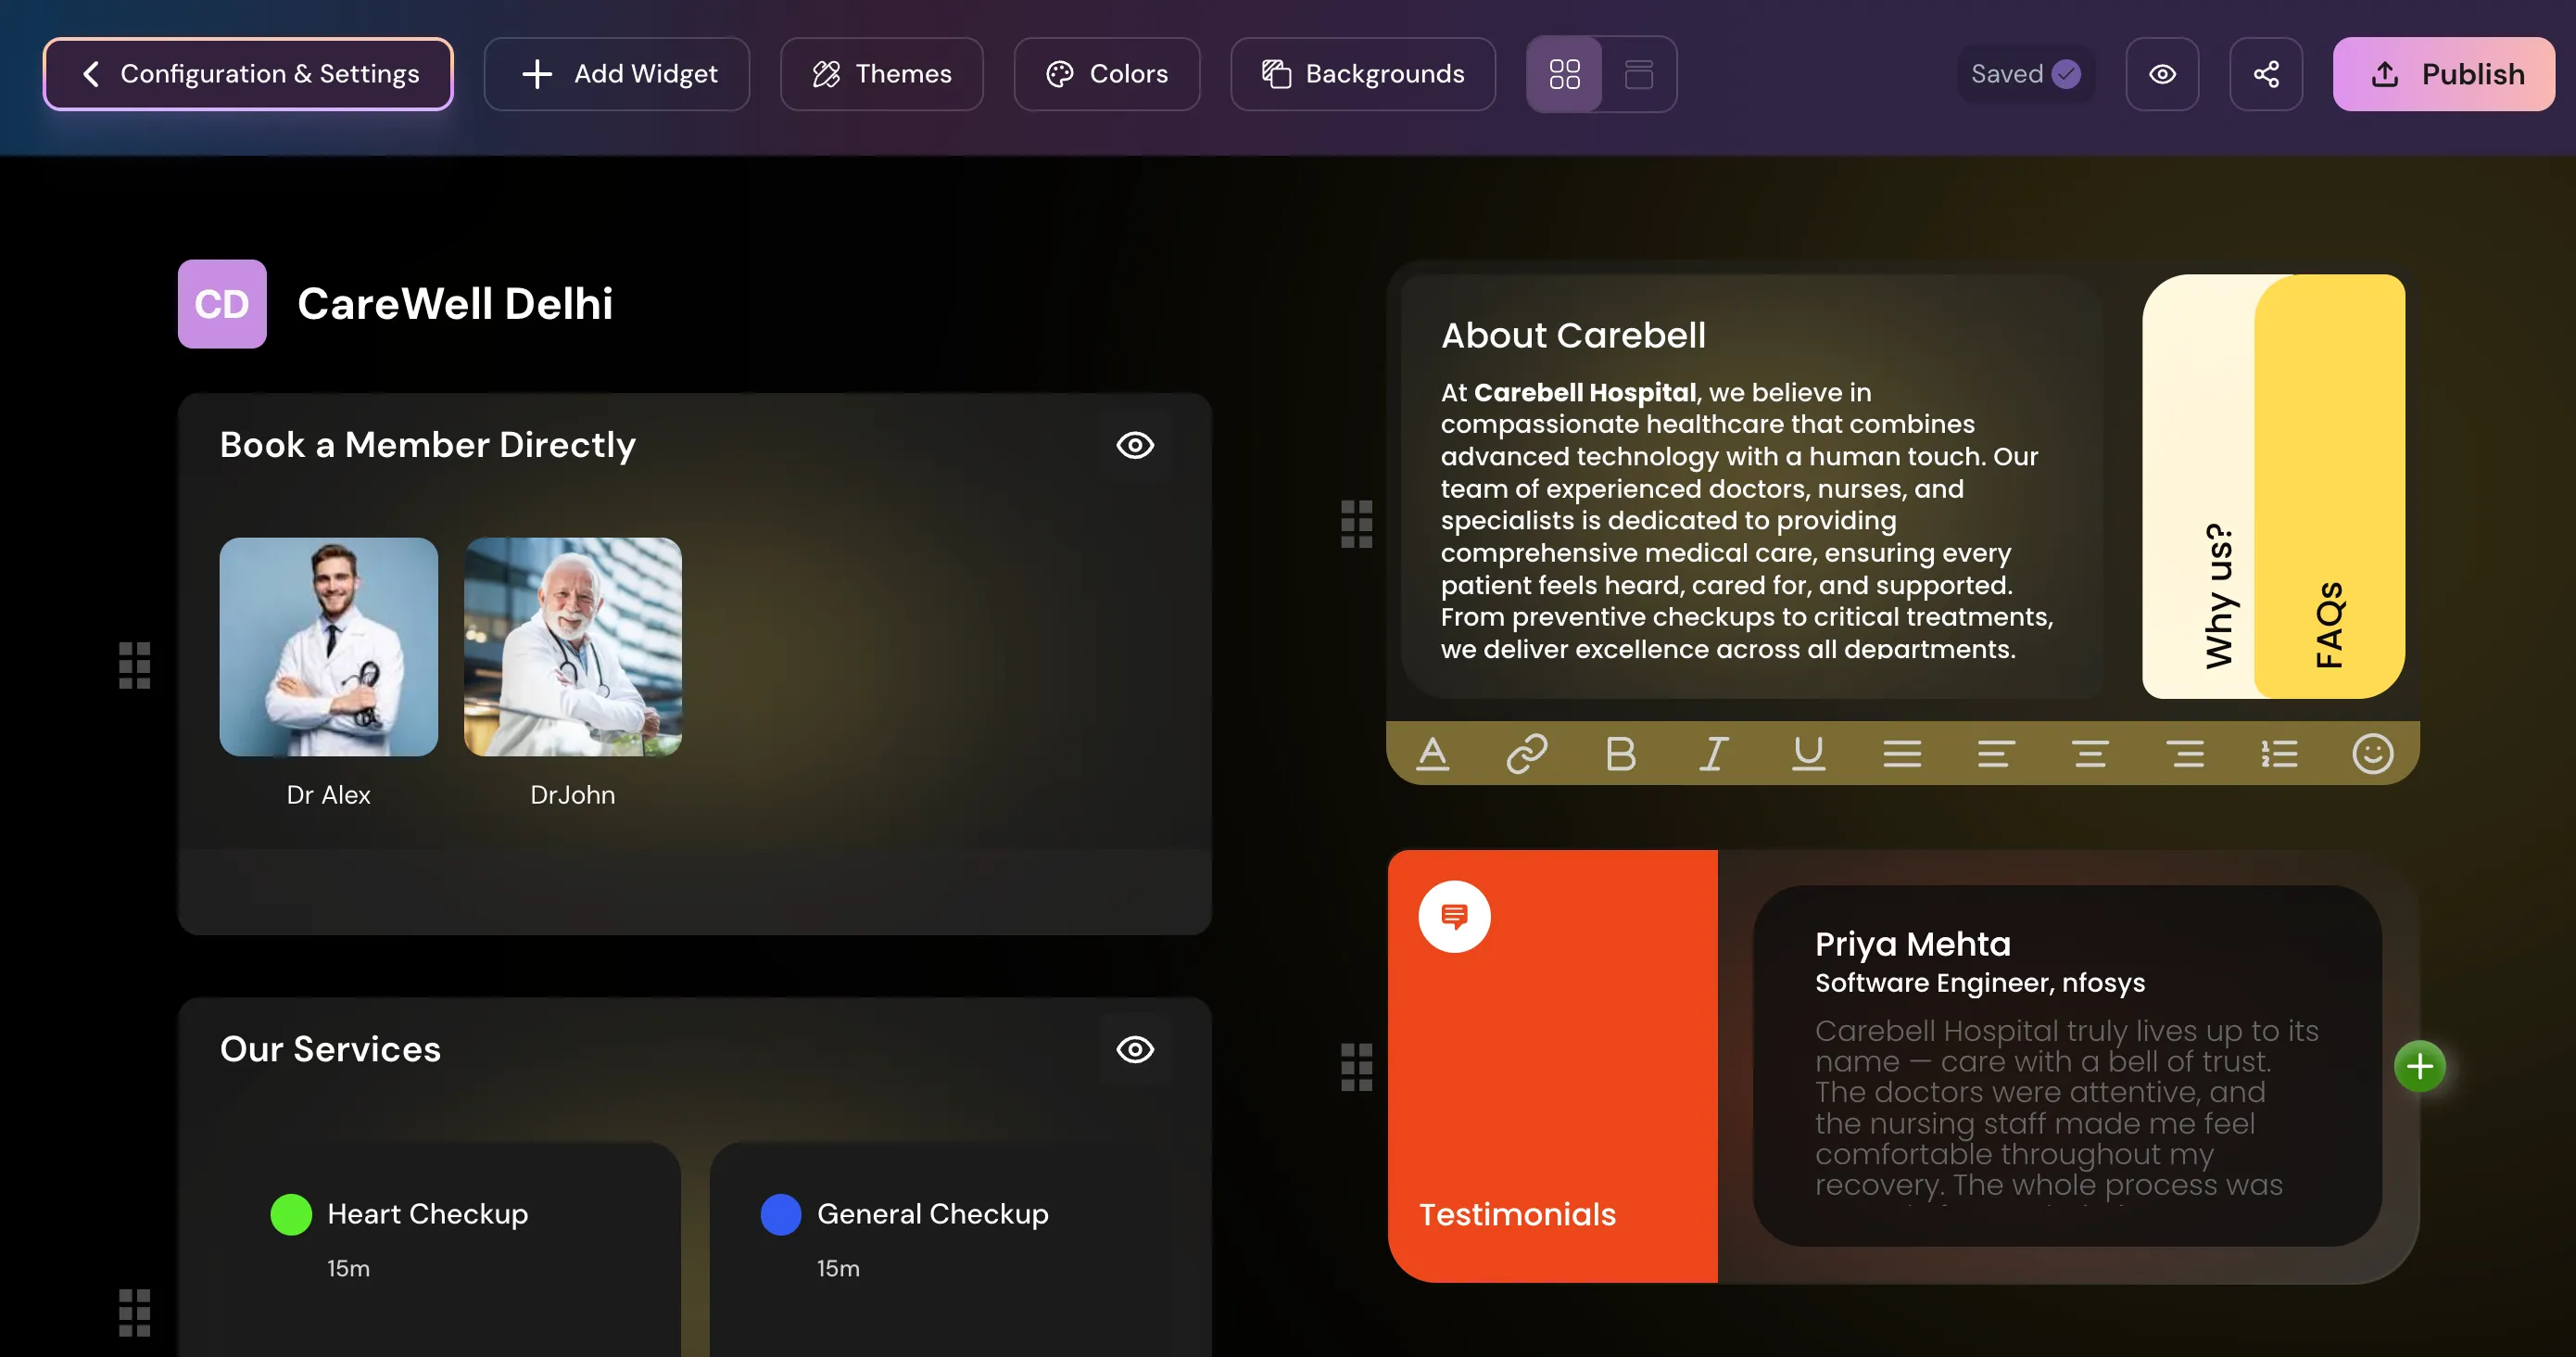 Configuration & Settings
Add Widget
Themes
Colors
Backgrounds
Saved
Publish
CD
CareWell Delhi
Book a Member Directly
Dr Alex
DrJohn
Our Services
Heart Checkup
15m
General Checkup
15m
About Carebell
At Carebell Hospital, we believe in
compassionate healthcare that combines
advanced technology with a human touch. Our
team of experienced doctors, nurses, and
specialists is dedicated to providing
comprehensive medical care, ensuring every
patient feels heard, cared for, and supported.
From preventive checkups to critical treatments,
we deliver excellence across all departments.
Why us?
FAQs
Testimonials
Priya Mehta
Software Engineer, nfosys
Carebell Hospital truly lives up to its
name — care with a bell of trust.
The doctors were attentive, and
the nursing staff made me feel
comfortable throughout my
recovery. The whole process was